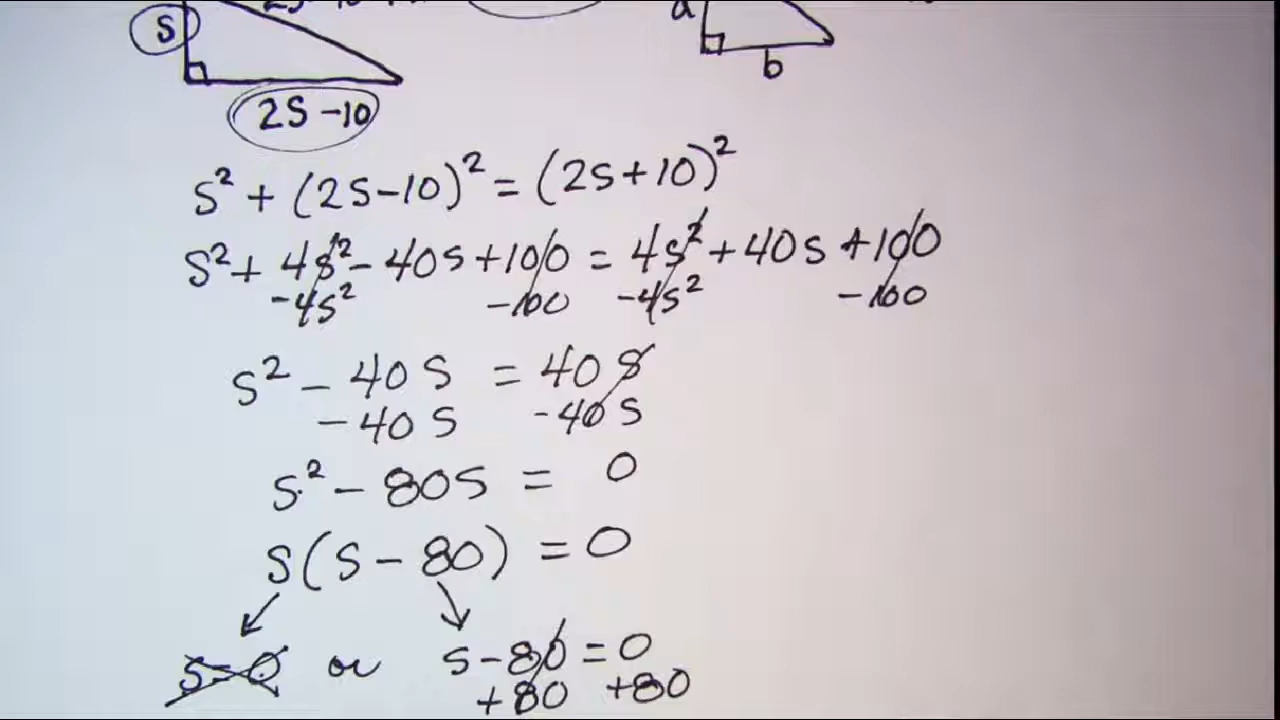 S a
b
2S - 10
S² + (2S - 10)² = (2S + 10)²
S² + 4S² - 40S + 100 = 4S² + 40S + 100
-4S² -100 -4S² -100
S² - 40S = 40S
-40S -40S
S² - 80S = 0
S(S - 80) = 0
S = 0 or S - 80 = 0
+80 +80